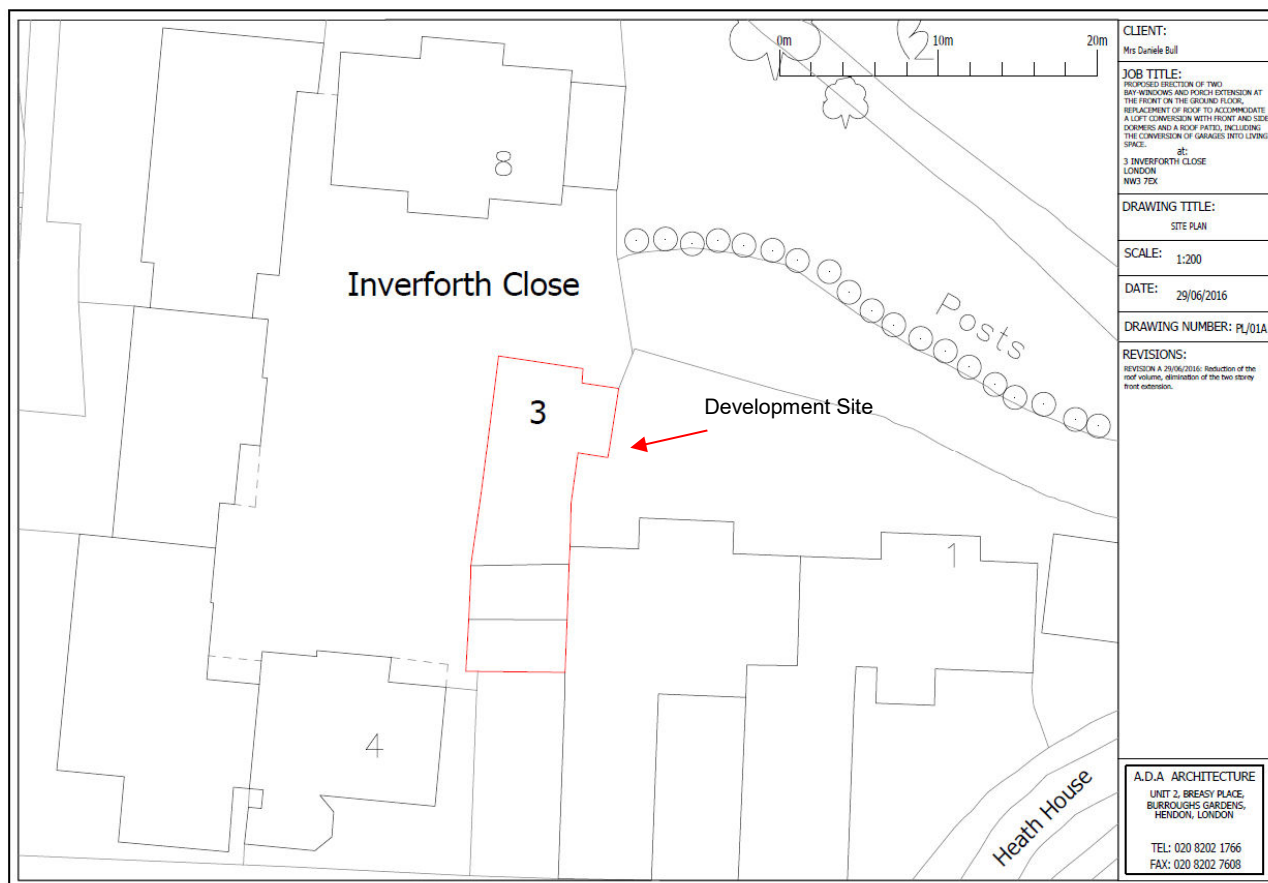 0m
10m
20m
2
8
Inverforth Close
Posts
3
Development Site
1
4
Heath House
CLIENT:
Mrs Daniele Bull
JOB TITLE:
PROPOSED ERECTION OF TWO
BAY-WINDOWS AND PORCH EXTENSION AT
THE FRONT ON THE GROUND FLOOR,
REPLACEMENT OF ROOF TO ACCOMMODATE
A LOFT CONVERSION WITH FRONT AND SIDE
DORMERS AND A ROOF PATIO, INCLUDING
THE CONVERSION OF GARAGES INTO LIVING
SPACE.
at:
3 INVERFORTH CLOSE
LONDON
NW3 7EX
DRAWING TITLE:
SITE PLAN
SCALE: 1:200
DATE: 29/06/2016
DRAWING NUMBER: PL/01A
REVISIONS:
REVISION A 29/06/2016: Reduction of the
roof volume, elimination of the two storey
front extension.
A.D.A ARCHITECTURE
UNIT 2, BREASY PLACE,
BURROUGHS GARDENS,
HENDON, LONDON
TEL: 020 8202 1766
FAX: 020 8202 7608